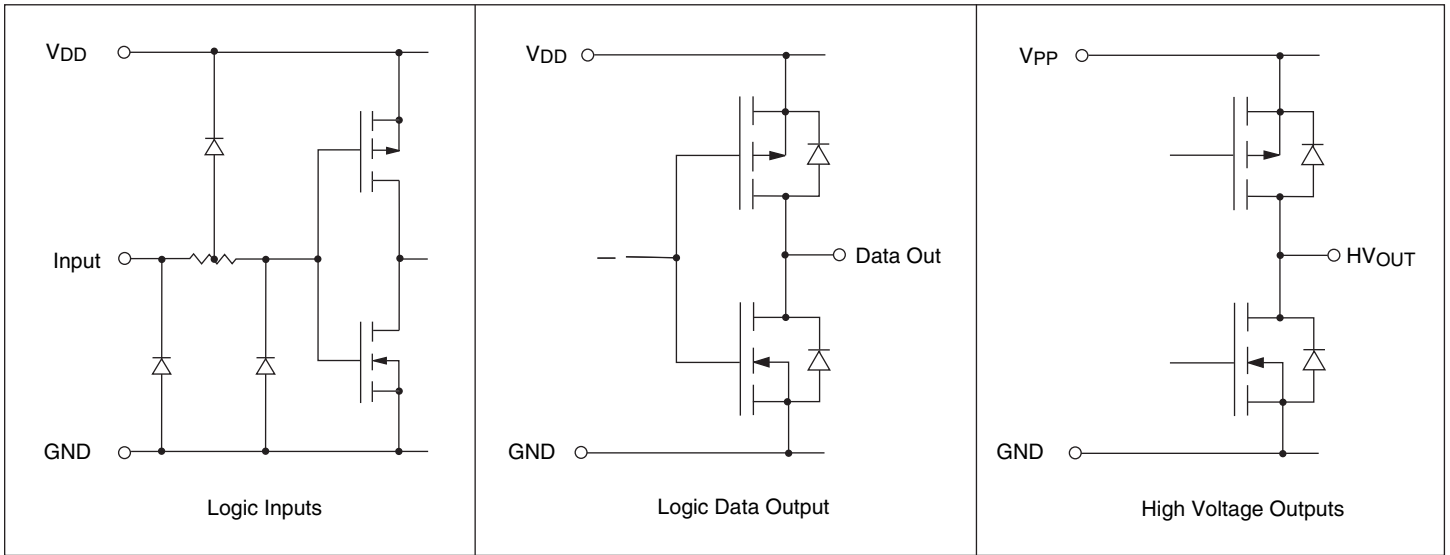 VDD
Input
GND
Logic Inputs
VDD
Data Out
GND
Logic Data Output
VPP
HVOUT
GND
High Voltage Outputs